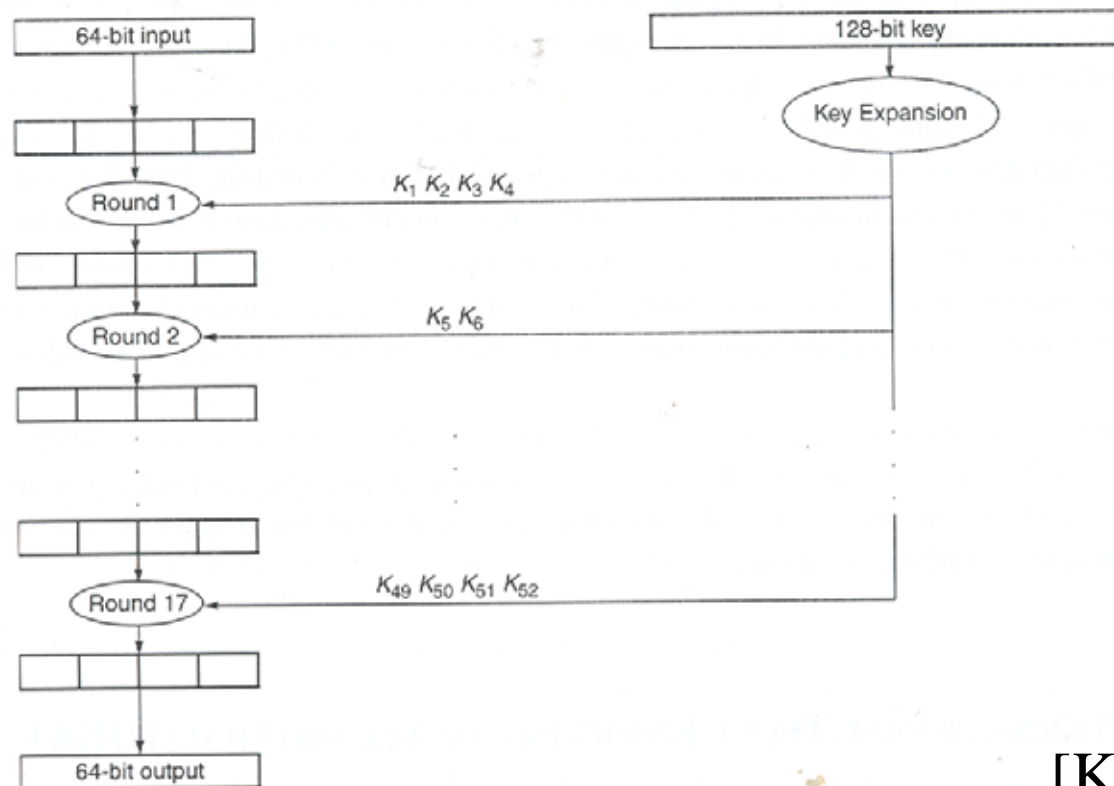 64-bit input
128-bit key
Key Expansion
K₁ K₂ K₃ K₄
Round 1
K₅ K₆
Round 2
K₄₉ K₅₀ K₅₁ K₅₂
Round 17
64-bit output
[K